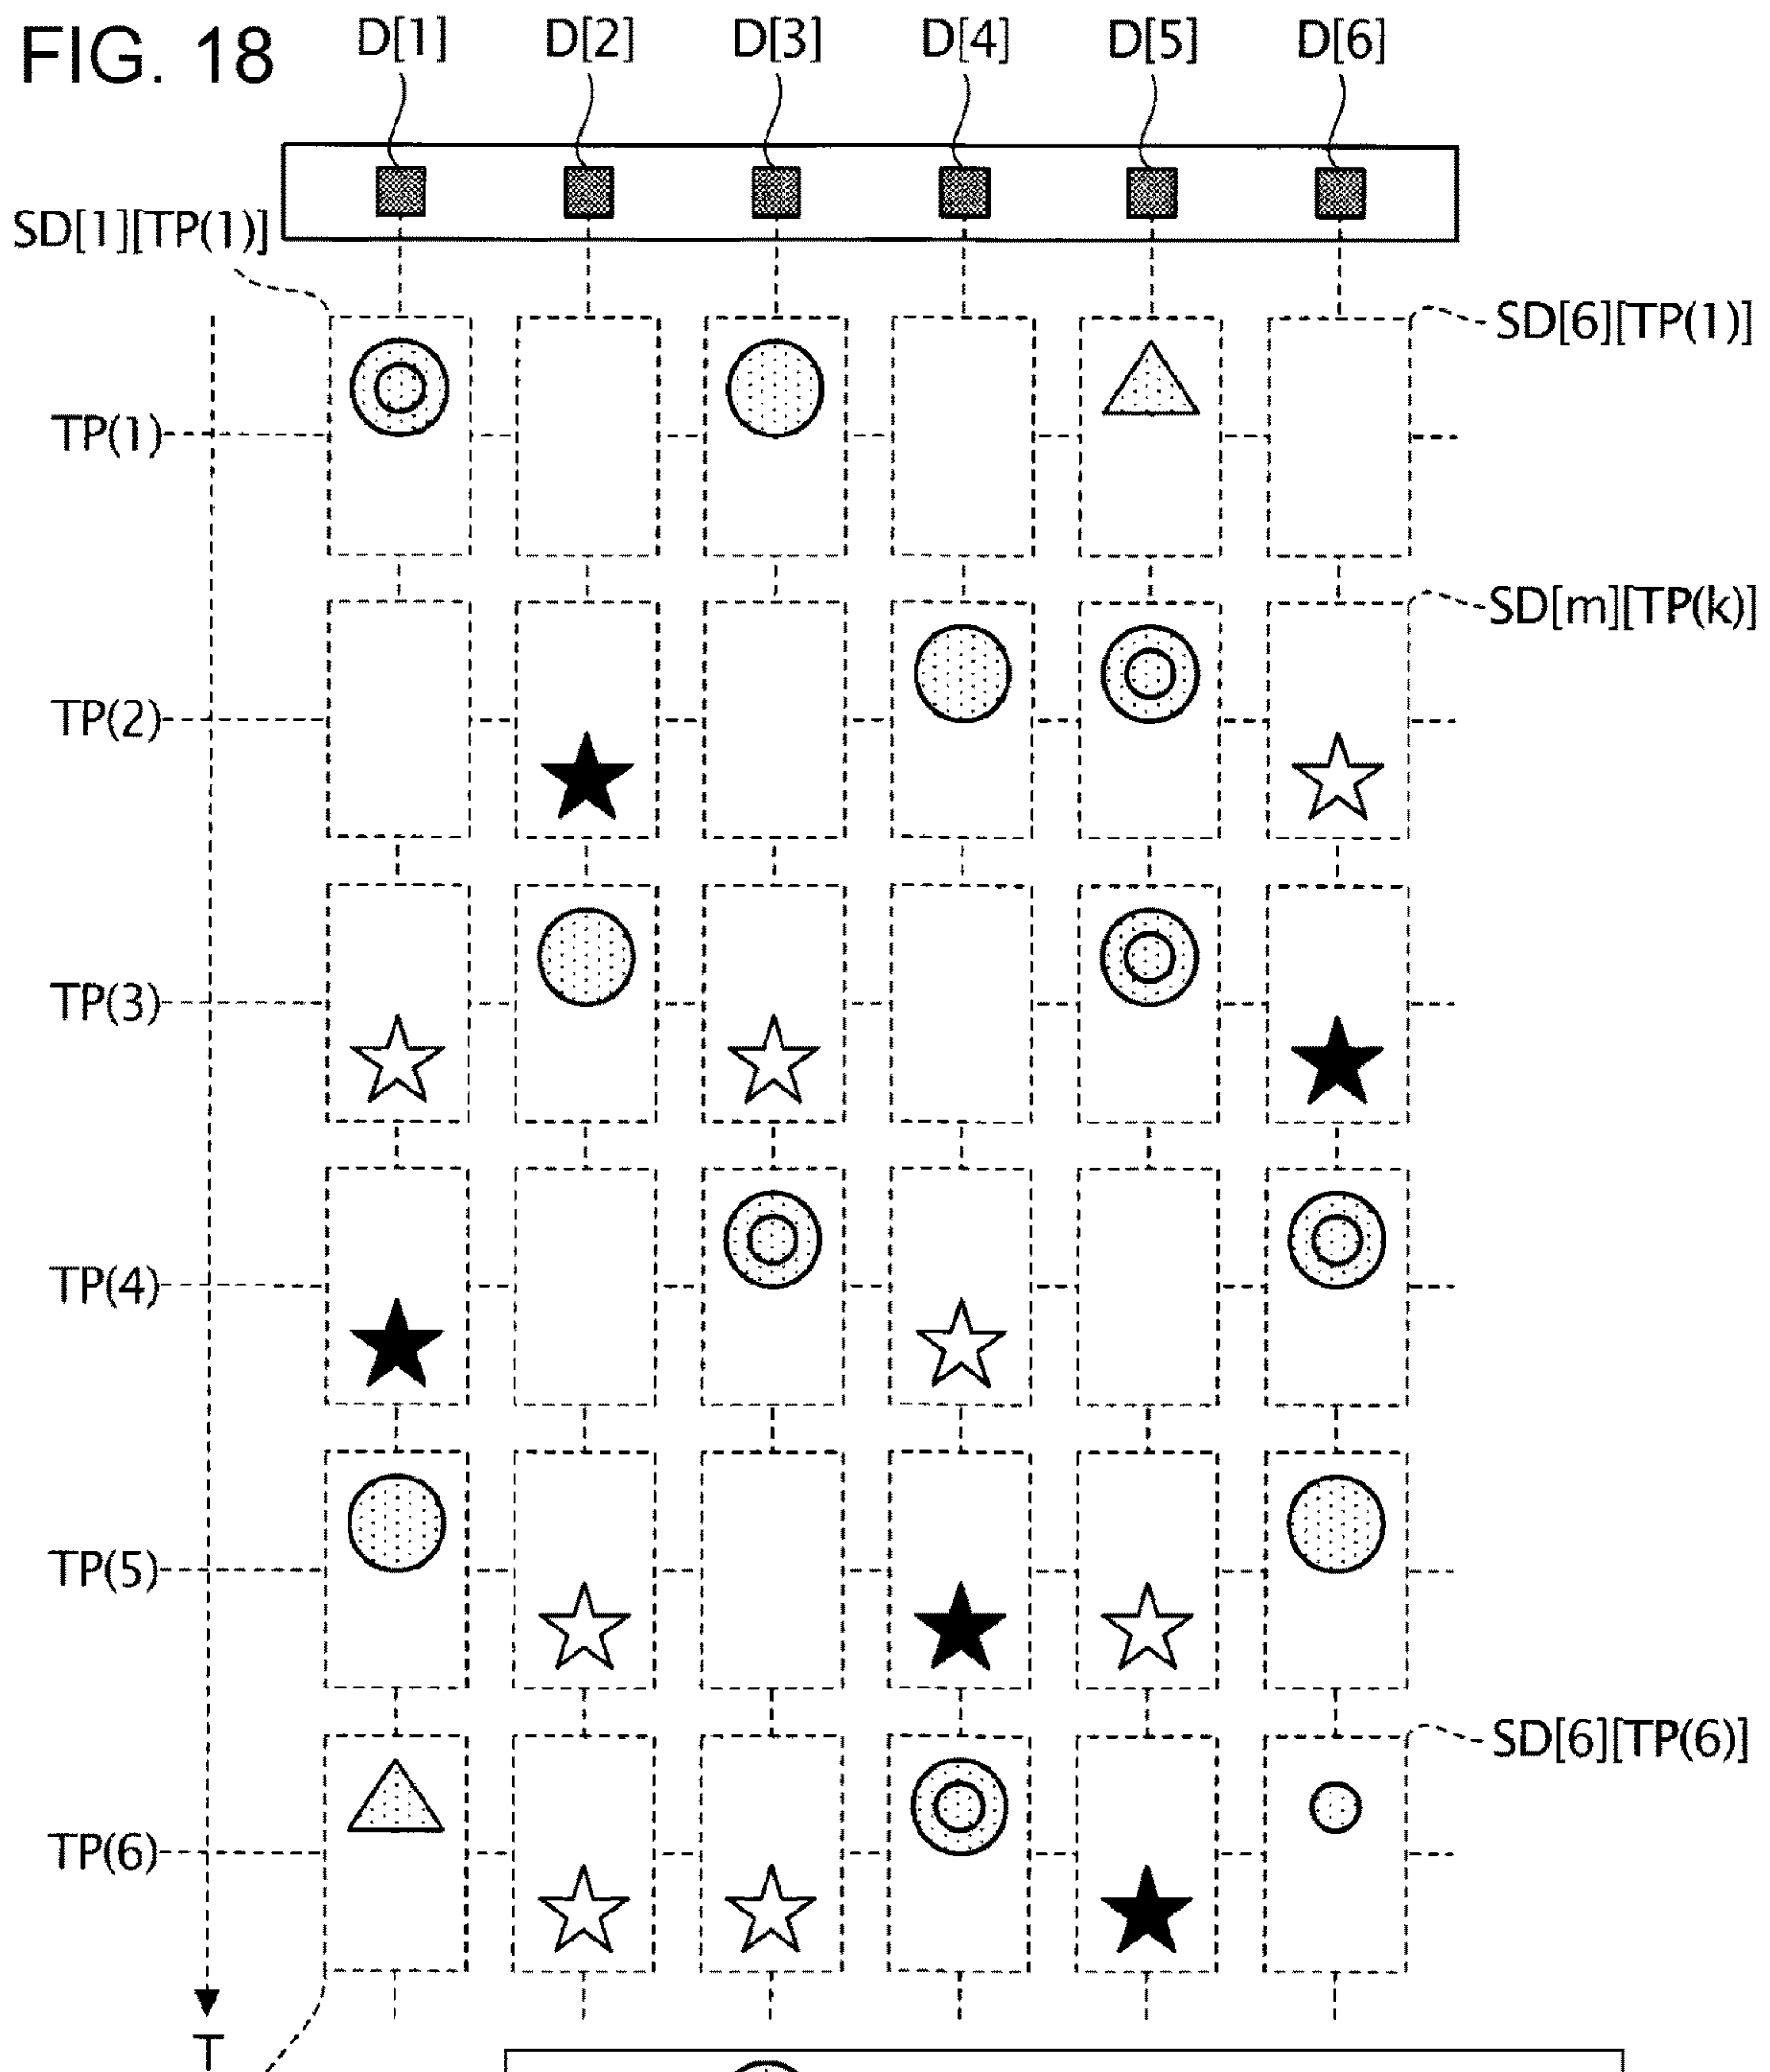 FIG. 18
D[1] D[2] D[3] D[4] D[5] D[6]
SD[1][TP(1)]
SD[6][TP(1)]
TP(1)
SD[m][TP(k)]
TP(2)
TP(3)
TP(4)
TP(5)
SD[6][TP(6)]
TP(6)
T